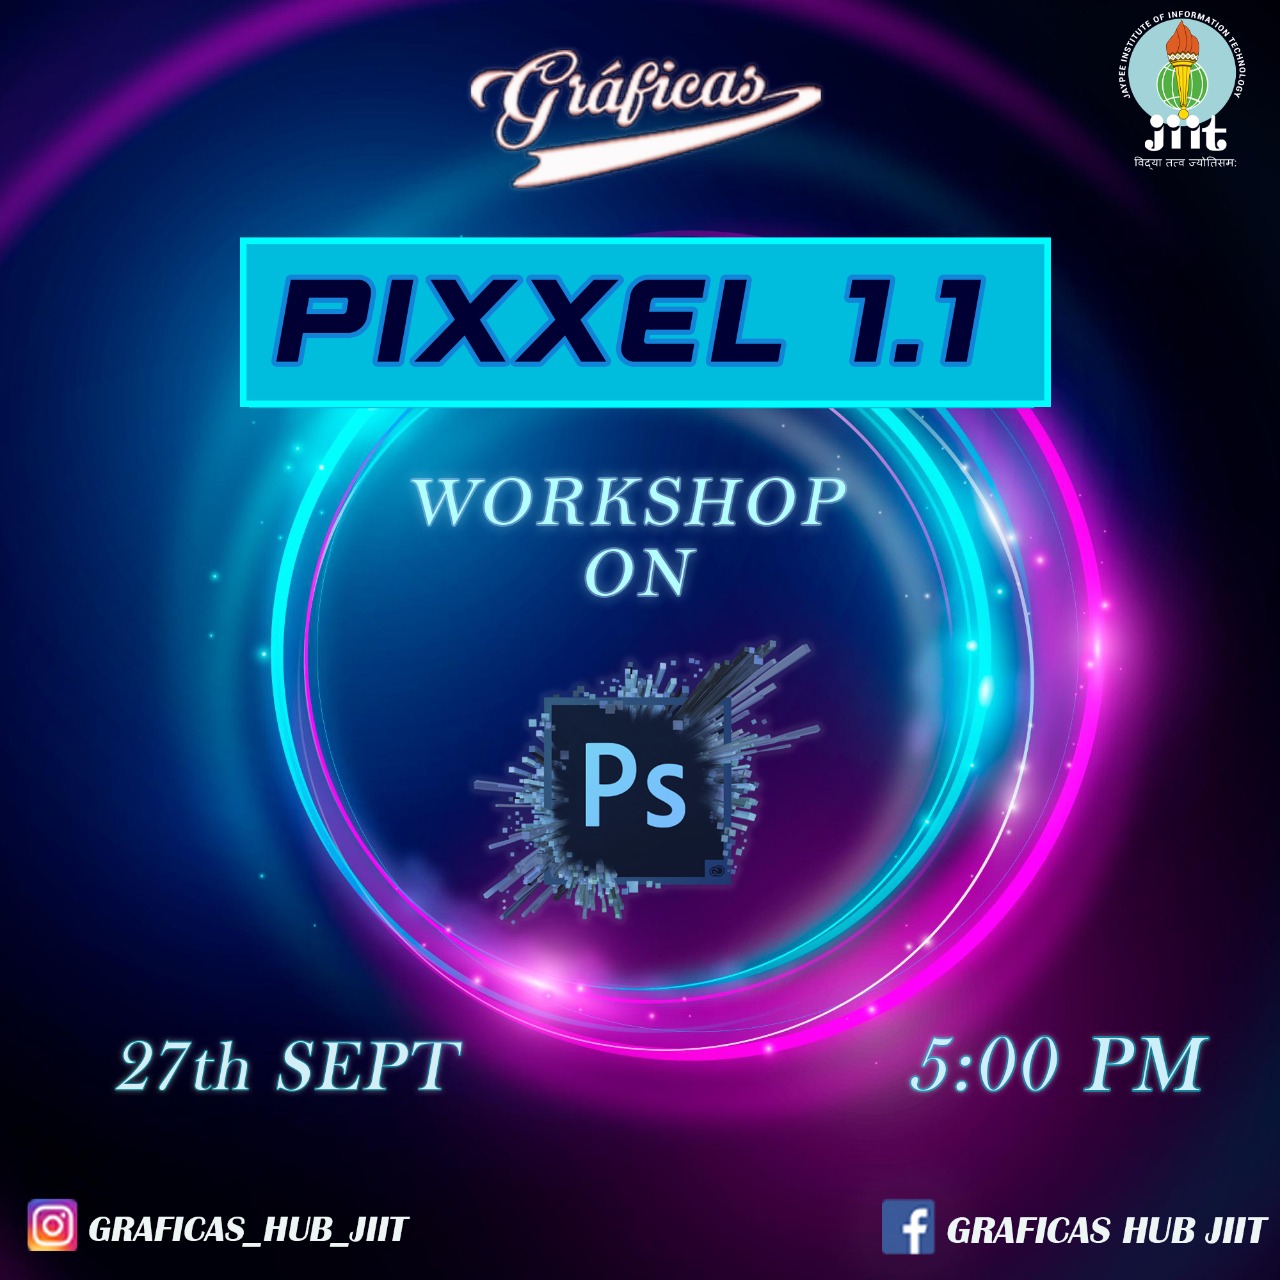 Gráficas
JAYPEE INSTITUTE OF INFORMATION TECHNOLOGY
jiit
विद्या तत्व ज्योतिसम:
PIXXEL 1.1
WORKSHOP
ON
Ps
27th SEPT
5:00 PM
GRAFICAS_HUB_JIIT
GRAFICAS HUB JIIT